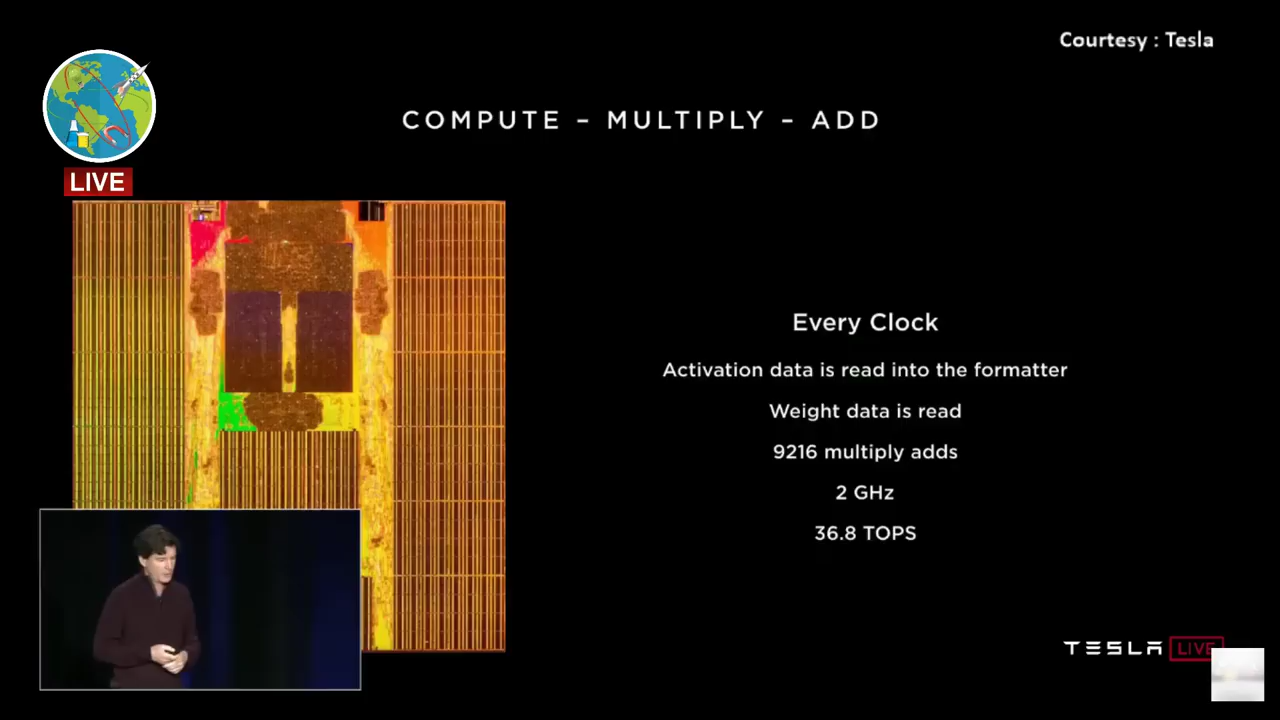 Courtesy : Tesla
COMPUTE – MULTIPLY – ADD
LIVE
Every Clock
Activation data is read into the formatter
Weight data is read
9216 multiply adds
2 GHz
36.8 TOPS
TESLA LIVE